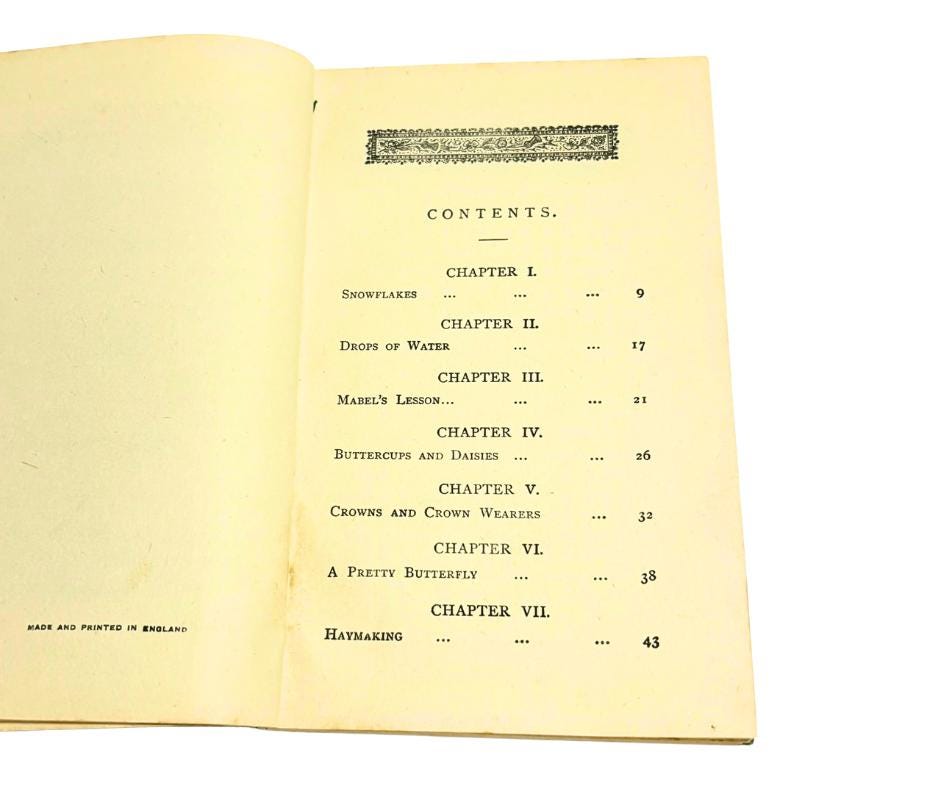 MADE AND PRINTED IN ENGLAND
CONTENTS.
CHAPTER I.
SNOWFLAKES ... ... ... 9
CHAPTER II.
DROPS OF WATER ... ... 17
CHAPTER III.
MABEL'S LESSON... ... ... 21
CHAPTER IV.
BUTTERCUPS AND DAISIES ... ... 26
CHAPTER V.
CROWNS AND CROWN WEARERS ... 32
CHAPTER VI.
A PRETTY BUTTERFLY ... ... 38
CHAPTER VII.
HAYMAKING ... ... ... 43